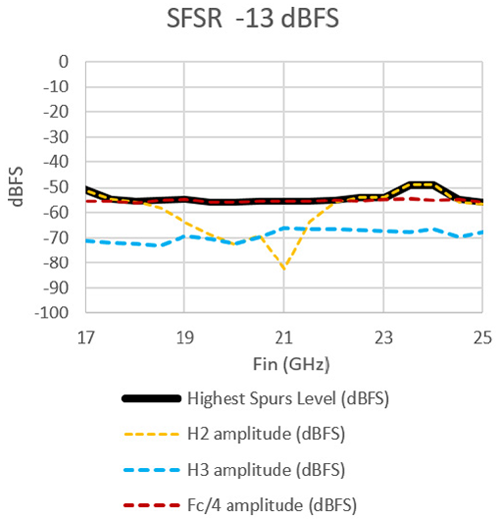 SFSR  -13 dBFS
0
-10
-20
-30
-40
-50
-60
-70
-80
-90
-100
dBFS
17 19 21 23 25
Fin (GHz)
Highest Spurs Level (dBFS)
H2 amplitude (dBFS)
H3 amplitude (dBFS)
Fc/4 amplitude (dBFS)